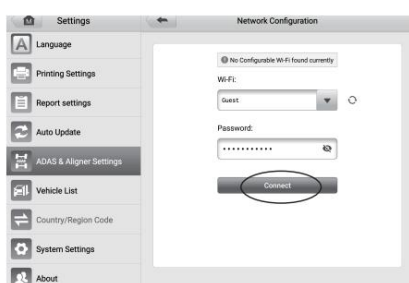 Settings
Network Configuration
A Language
Printing Settings
Report settings
Auto Update
ADAS & Aligner Settings
Vehicle List
Country/Region Code
System Settings
About
No Configurable Wi-Fi found currently
Wi-Fi:
Guest
Password:
•••••••••••
Connect